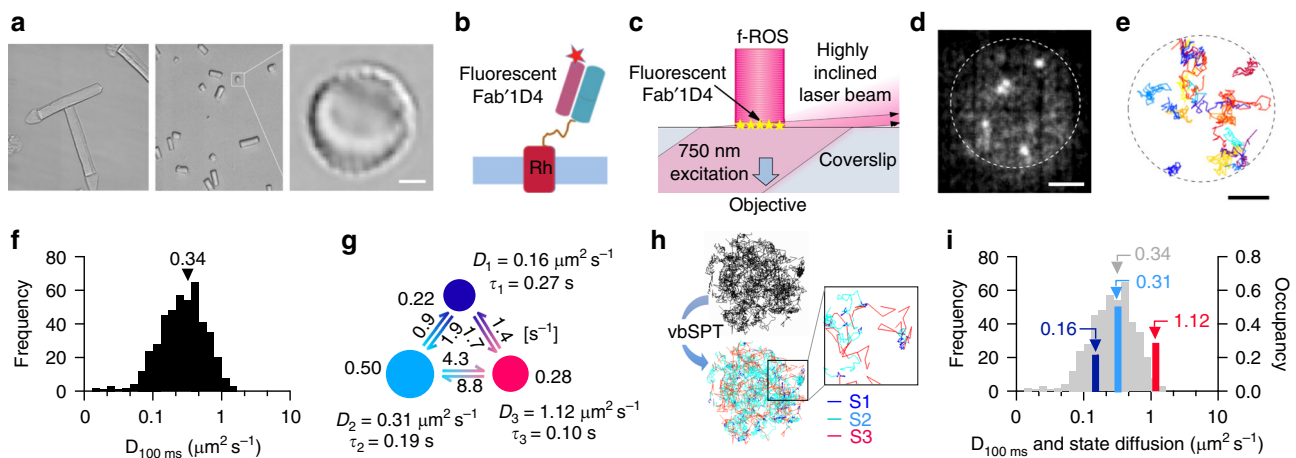 a
b
Fluorescent
Fab′1D4
Rh
c
f-ROS
Fluorescent
Fab′1D4
Highly
inclined
laser beam
750 nm
excitation
Coverslip
Objective
d
e
f
Frequency
80
60
40
20
0
0.34
0
0.1
1
10
D100 ms (μm² s⁻¹)
g
D1 = 0.16 μm² s⁻¹
τ1 = 0.27 s
0.22
0.9
1.9
1.7
1.4
[s⁻¹]
4.3
8.8
0.50
0.28
D2 = 0.31 μm² s⁻¹
τ2 = 0.19 s
D3 = 1.12 μm² s⁻¹
τ3 = 0.10 s
h
vbSPT
S1
S2
S3
i
Frequency
80
60
40
20
0
0.34
0.31
0.16
1.12
0.8
0.6
0.4
0.2
0.0
Occupancy
0
0.1
1
10
D100 ms and state diffusion (μm² s⁻¹)